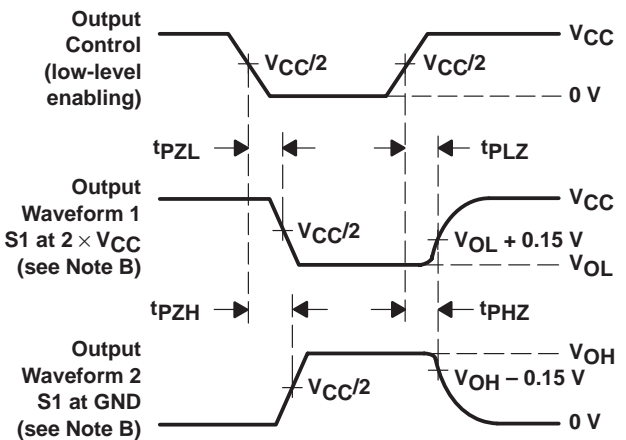 Output
Control
(low-level
enabling)
VCC/2
VCC/2
VCC
0 V
tPZL
tPLZ
Output
Waveform 1
S1 at 2 × VCC
(see Note B)
VCC/2
VCC
VOL + 0.15 V
VOL
tPZH
tPHZ
Output
Waveform 2
S1 at GND
(see Note B)
VCC/2
VOH
VOH – 0.15 V
0 V